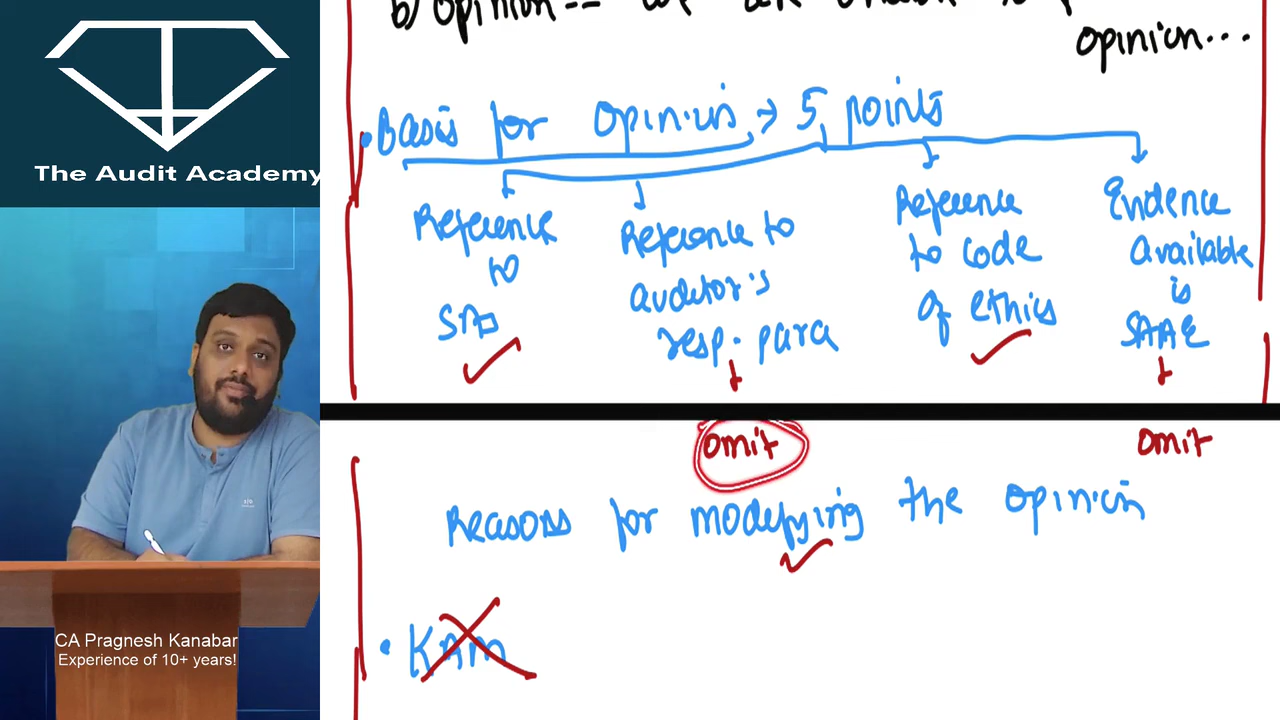 b) opinion
opinion...
• Basis for opinion → 5 points
Reference
to
SAs
Reference to
auditor's
resp. para
Reference
to code
of ethics
Evidence
available
is
SAAE
omit
omit
Reasons for modifying the opinion
• KAM
The Audit Academy
CA Pragnesh Kanabar
Experience of 10+ years!